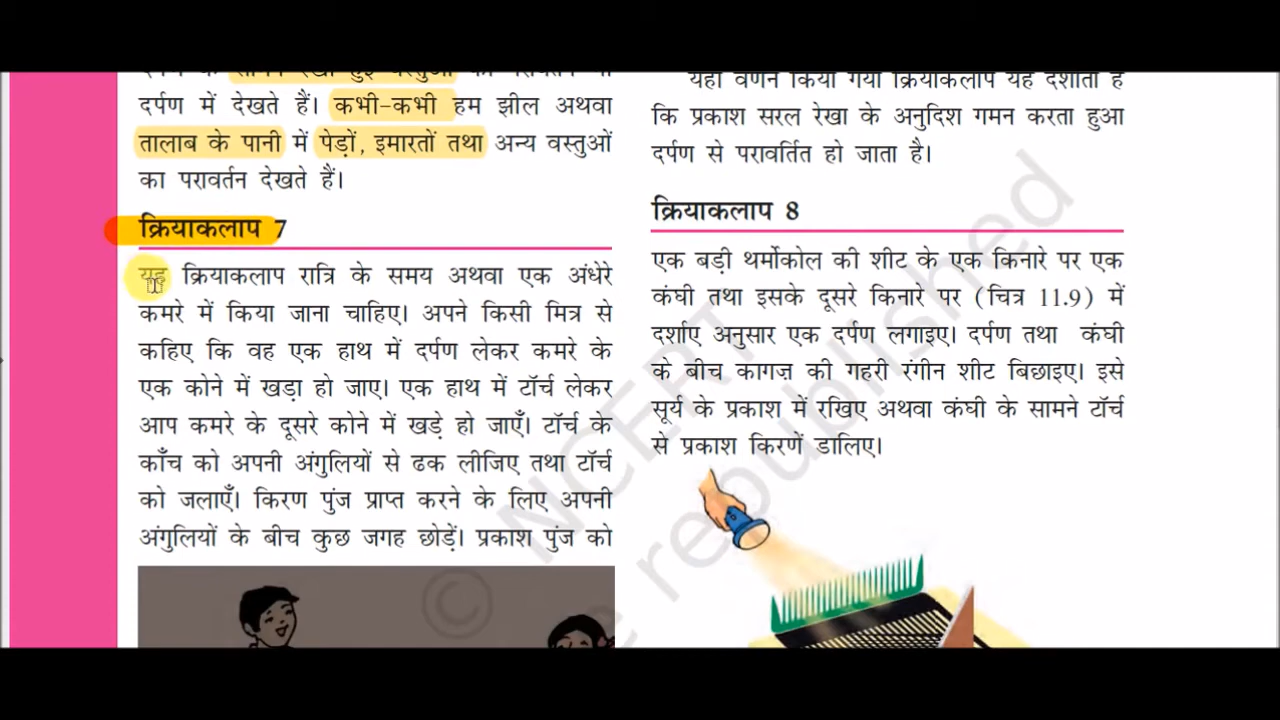 दर्पण में देखते हैं। कभी-कभी हम झील अथवा
तालाब के पानी में पेड़ों, इमारतों तथा अन्य वस्तुओं
का परावर्तन देखते हैं।
क्रियाकलाप 7
यह क्रियाकलाप रात्रि के समय अथवा एक अंधेरे
कमरे में किया जाना चाहिए। अपने किसी मित्र से
कहिए कि वह एक हाथ में दर्पण लेकर कमरे के
एक कोने में खड़ा हो जाए। एक हाथ में टॉर्च लेकर
आप कमरे के दूसरे कोने में खड़े हो जाएँ। टॉर्च के
काँच को अपनी अंगुलियों से ढक लीजिए तथा टॉर्च
को जलाएँ। किरण पुंज प्राप्त करने के लिए अपनी
अंगुलियों के बीच कुछ जगह छोड़ें। प्रकाश पुंज को
यहाँ वर्णन किया गया क्रियाकलाप यह दर्शाता है
कि प्रकाश सरल रेखा के अनुदिश गमन करता हुआ
दर्पण से परावर्तित हो जाता है।
क्रियाकलाप 8
एक बड़ी थर्मोकोल की शीट के एक किनारे पर एक
कंघी तथा इसके दूसरे किनारे पर (चित्र 11.9) में
दर्शाए अनुसार एक दर्पण लगाइए। दर्पण तथा कंघी
के बीच कागज़ की गहरी रंगीन शीट बिछाइए। इसे
सूर्य के प्रकाश में रखिए अथवा कंघी के सामने टॉर्च
से प्रकाश किरणें डालिए।
© NCERT
e republished